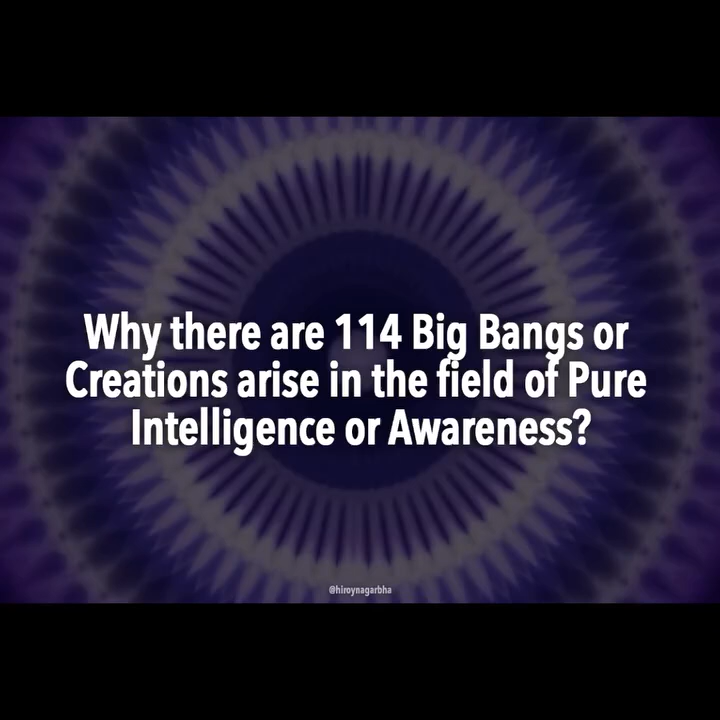 Why there are 114 Big Bangs or
Creations arise in the field of Pure
Intelligence or Awareness?
@hiroynagarbha